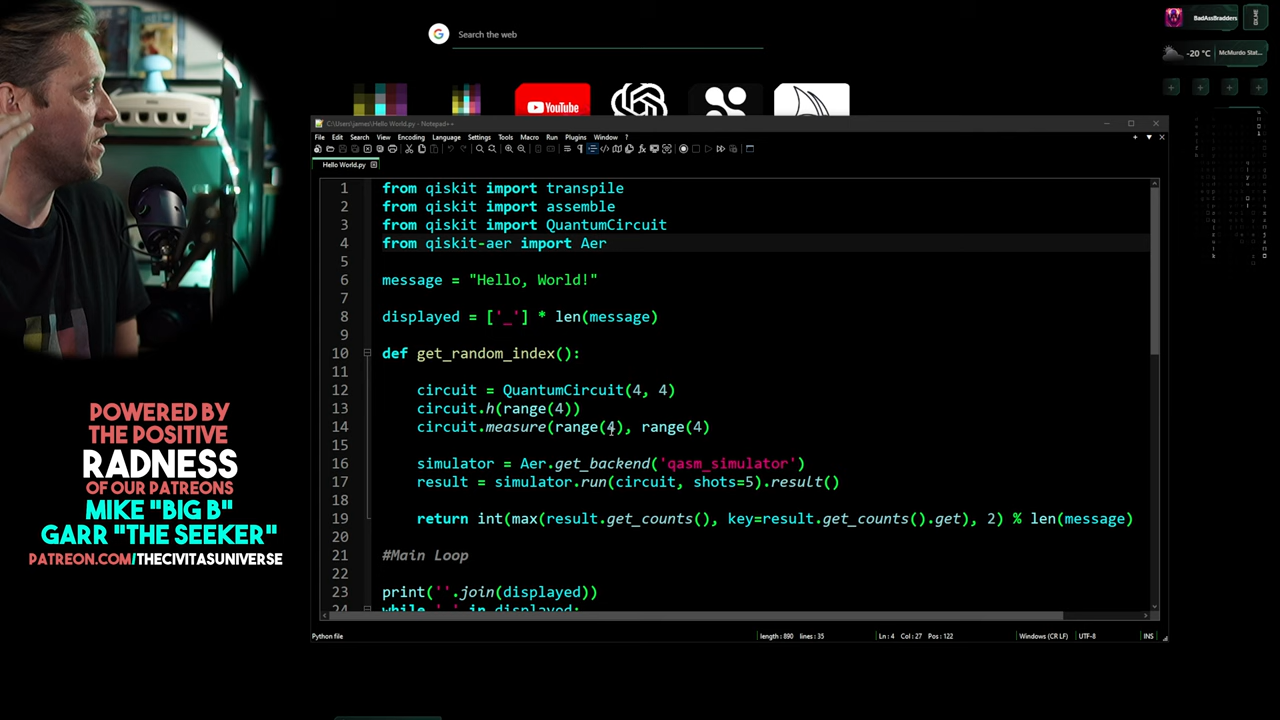 Search the web
BadAssBradders
-20 °C McMurdo Stat...
YouTube
C:\Users\james\Hello World.py - Notepad++
File Edit Search View Encoding Language Settings Tools Macro Run Plugins Window ?
Hello World.py
1 from qiskit import transpile
2 from qiskit import assemble
3 from qiskit import QuantumCircuit
4 from qiskit-aer import Aer
5
6 message = "Hello, World!"
7
8 displayed = ['_'] * len(message)
9
10 def get_random_index():
11
12 circuit = QuantumCircuit(4, 4)
13 circuit.h(range(4))
14 circuit.measure(range(4), range(4)
15
16 simulator = Aer.get_backend('qasm_simulator')
17 result = simulator.run(circuit, shots=5).result()
18
19 return int(max(result.get_counts(), key=result.get_counts().get), 2) % len(message)
20
21 #Main Loop
22
23 print(''.join(displayed))
24 while '_' in displayed:
Python file length : 890 lines : 35 Ln : 4 Col : 27 Pos : 122 Windows (CR LF) UTF-8 INS
POWERED BY
THE POSITIVE
RADNESS
OF OUR PATREONS
MIKE "BIG B"
GARR "THE SEEKER"
PATREON.COM/THECIVITASUNIVERSE